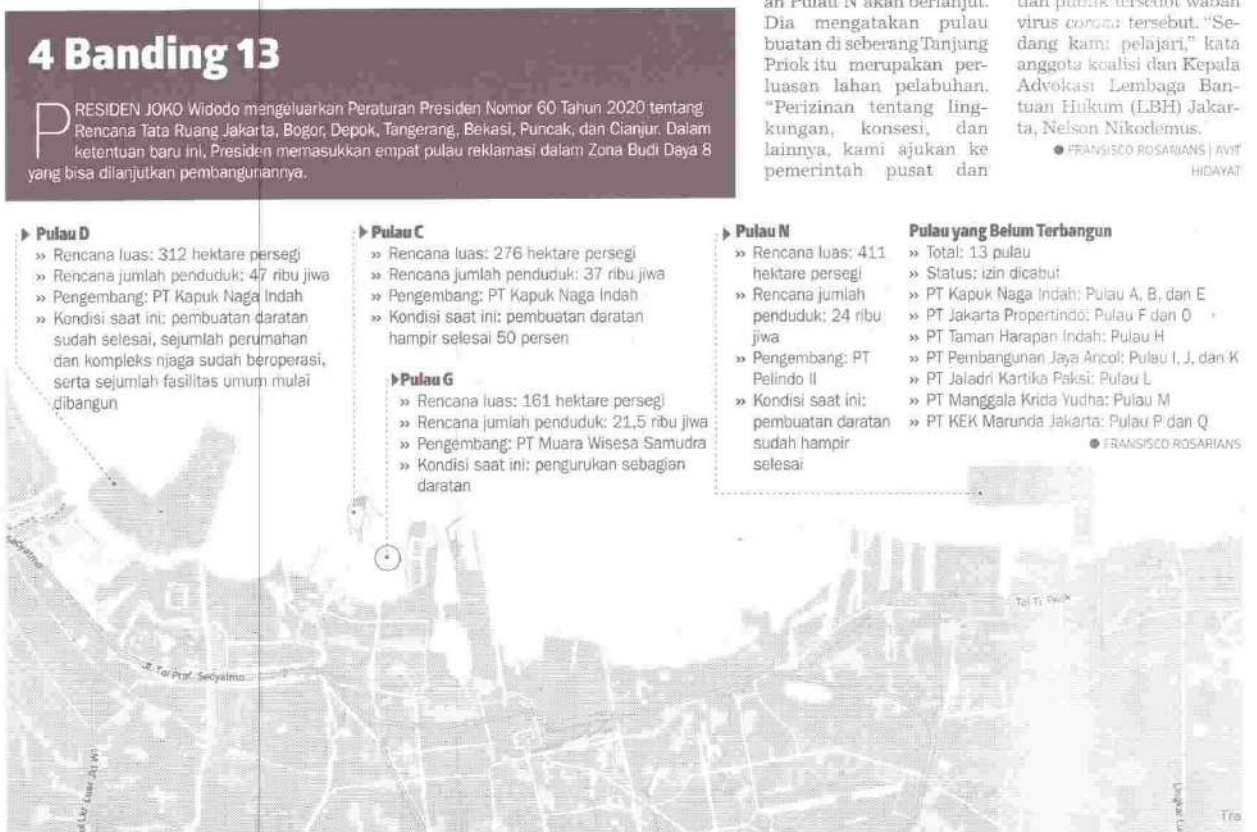 an Pulau N akan berlanjut.
Dia mengatakan pulau
buatan di seberang Tanjung
Priok itu merupakan per-
luasan lahan pelabuhan.
"Perizinan tentang ling-
kungan, konsesi, dan
lainnya, kami ajukan ke
pemerintah pusat dan
dan publik tersedot wabah
virus corona tersebut. "Se-
dang kami pelajari," kata
anggota koalisi dan Kepala
Advokasi Lembaga Ban-
tuan Hukum (LBH) Jakar-
ta, Nelson Nikodemus.
● FRANSISCO ROSARIANS | AVIT
HIDAYAT
4 Banding 13
PRESIDEN JOKO Widodo mengeluarkan Peraturan Presiden Nomor 60 Tahun 2020 tentang
Rencana Tata Ruang Jakarta, Bogor, Depok, Tangerang, Bekasi, Puncak, dan Cianjur. Dalam
ketentuan baru ini, Presiden memasukkan empat pulau reklamasi dalam Zona Budi Daya 8
yang bisa dilanjutkan pembangunannya.
Pulau D
» Rencana luas: 312 hektare persegi
» Rencana jumlah penduduk: 47 ribu jiwa
» Pengembang: PT Kapuk Naga Indah
» Kondisi saat ini: pembuatan daratan
sudah selesai, sejumlah perumahan
dan kompleks niaga sudah beroperasi,
serta sejumlah fasilitas umum mulai
dibangun
Pulau C
» Rencana luas: 276 hektare persegi
» Rencana jumlah penduduk: 37 ribu jiwa
» Pengembang: PT Kapuk Naga Indah
» Kondisi saat ini: pembuatan daratan
hampir selesai 50 persen
Pulau G
» Rencana luas: 161 hektare persegi
» Rencana jumlah penduduk: 21,5 ribu jiwa
» Pengembang: PT Muara Wisesa Samudra
» Kondisi saat ini: pengurukan sebagian
daratan
Pulau N
» Rencana luas: 411
hektare persegi
» Rencana jumlah
penduduk: 24 ribu
jiwa
» Pengembang: PT
Pelindo II
» Kondisi saat ini:
pembuatan daratan
sudah hampir
selesai
Pulau yang Belum Terbangun
» Total: 13 pulau
» Status: izin dicabut
» PT Kapuk Naga Indah: Pulau A, B, dan E
» PT Jakarta Propertindo: Pulau F dan O
» PT Taman Harapan Indah: Pulau H
» PT Pembangunan Jaya Ancol: Pulau I, J, dan K
» PT Jaladri Kartika Paksi: Pulau L
» PT Manggala Krida Yudha: Pulau M
» PT KEK Marunda Jakarta: Pulau P dan Q
● FRANSISCO ROSARIANS
Sedyatmo
Jl. Tol Prof. Sedyatmo
Tra